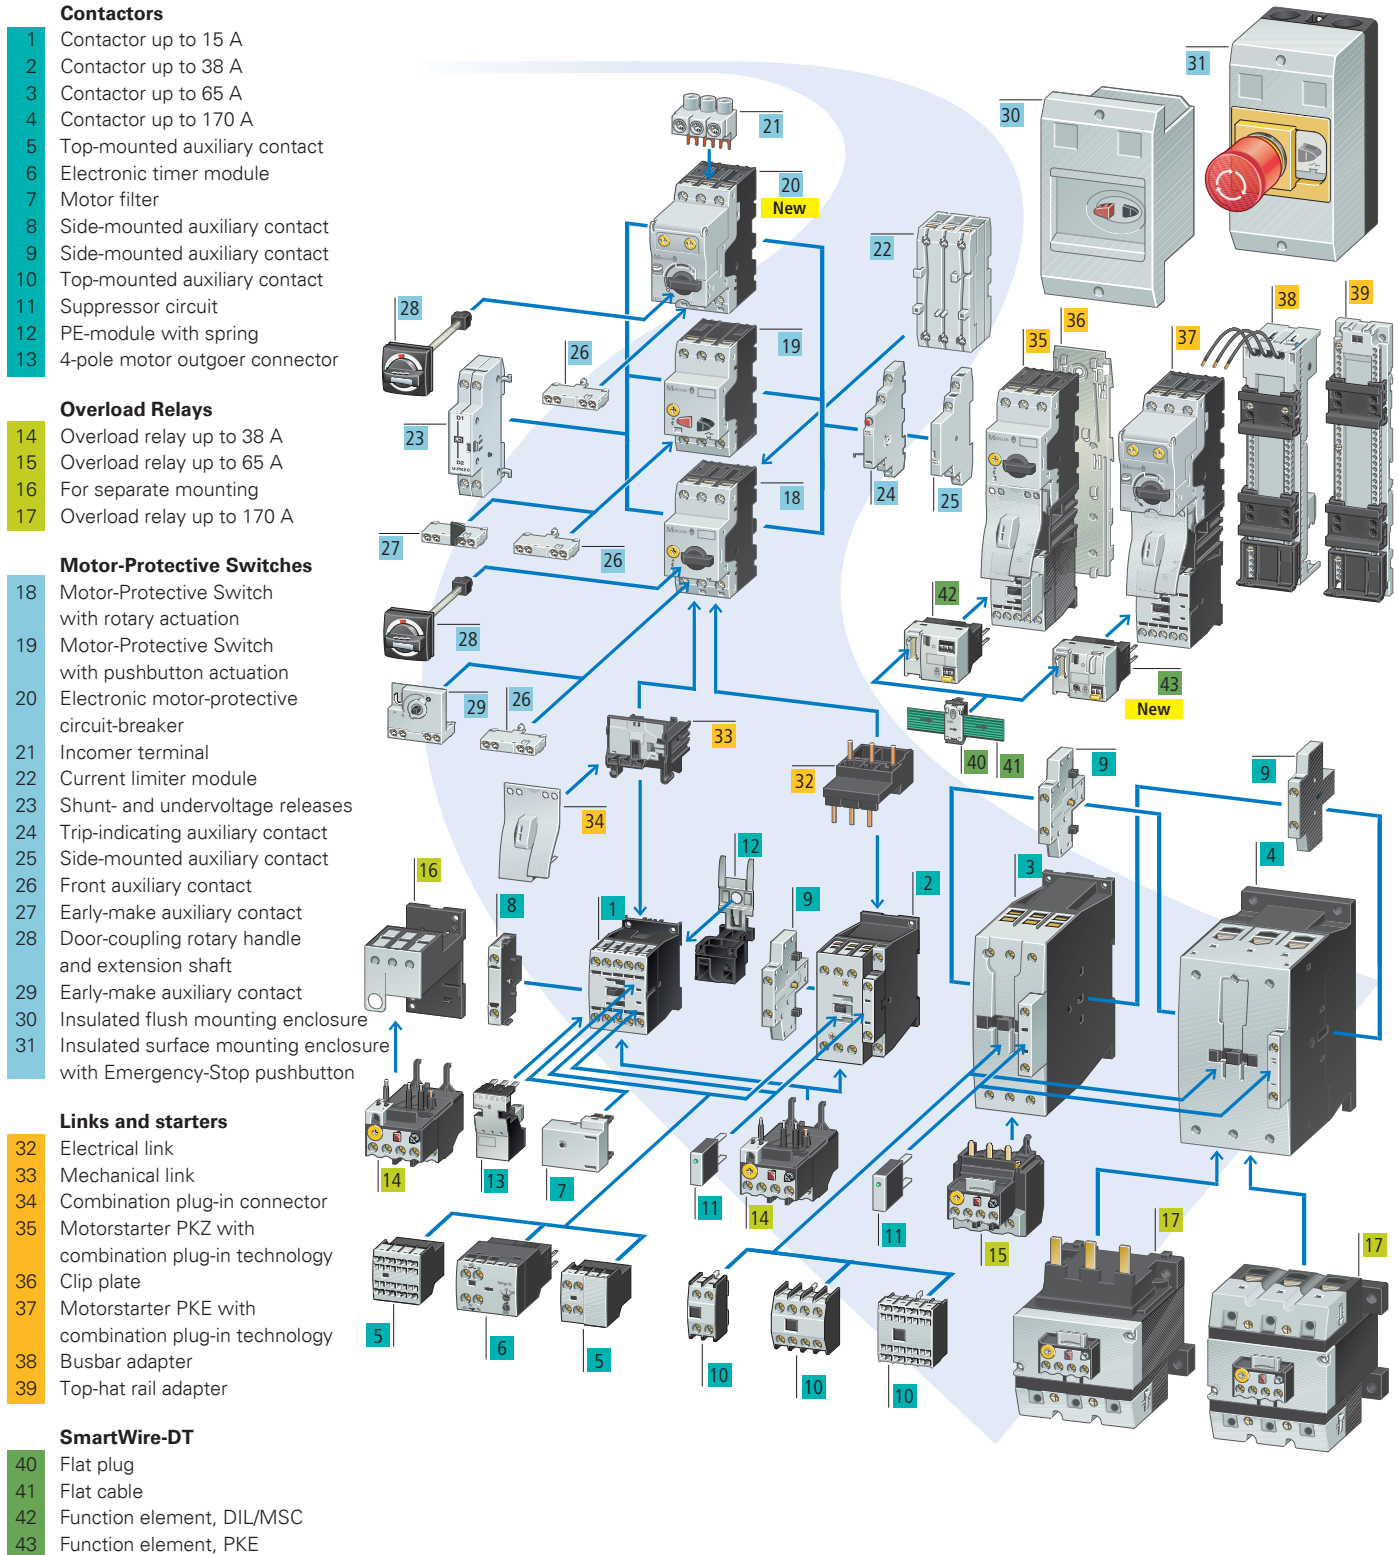 Contactors
1 Contactor up to 15 A
2 Contactor up to 38 A
3 Contactor up to 65 A
4 Contactor up to 170 A
5 Top-mounted auxiliary contact
6 Electronic timer module
7 Motor filter
8 Side-mounted auxiliary contact
9 Side-mounted auxiliary contact
10 Top-mounted auxiliary contact
11 Suppressor circuit
12 PE-module with spring
13 4-pole motor outgoer connector
Overload Relays
14 Overload relay up to 38 A
15 Overload relay up to 65 A
16 For separate mounting
17 Overload relay up to 170 A
Motor-Protective Switches
18 Motor-Protective Switch
with rotary actuation
19 Motor-Protective Switch
with pushbutton actuation
20 Electronic motor-protective
circuit-breaker
21 Incomer terminal
22 Current limiter module
23 Shunt- and undervoltage releases
24 Trip-indicating auxiliary contact
25 Side-mounted auxiliary contact
26 Front auxiliary contact
27 Early-make auxiliary contact
28 Door-coupling rotary handle
and extension shaft
29 Early-make auxiliary contact
30 Insulated flush mounting enclosure
31 Insulated surface mounting enclosure
with Emergency-Stop pushbutton
Links and starters
32 Electrical link
33 Mechanical link
34 Combination plug-in connector
35 Motorstarter PKZ with
combination plug-in technology
36 Clip plate
37 Motorstarter PKE with
combination plug-in technology
38 Busbar adapter
39 Top-hat rail adapter
SmartWire-DT
40 Flat plug
41 Flat cable
42 Function element, DIL/MSC
43 Function element, PKE
31
30
21
20
New
22
28
38
39
36
35
37
26
19
23
D1
D2
U-PKZ0
24
25
18
27
26
42
28
43
New
29
26
33
40
41
9
9
32
34
12
4
16
3
8
1
9
2
14
13
7
11
14
11
15
17
17
5
6
5
10
10
10